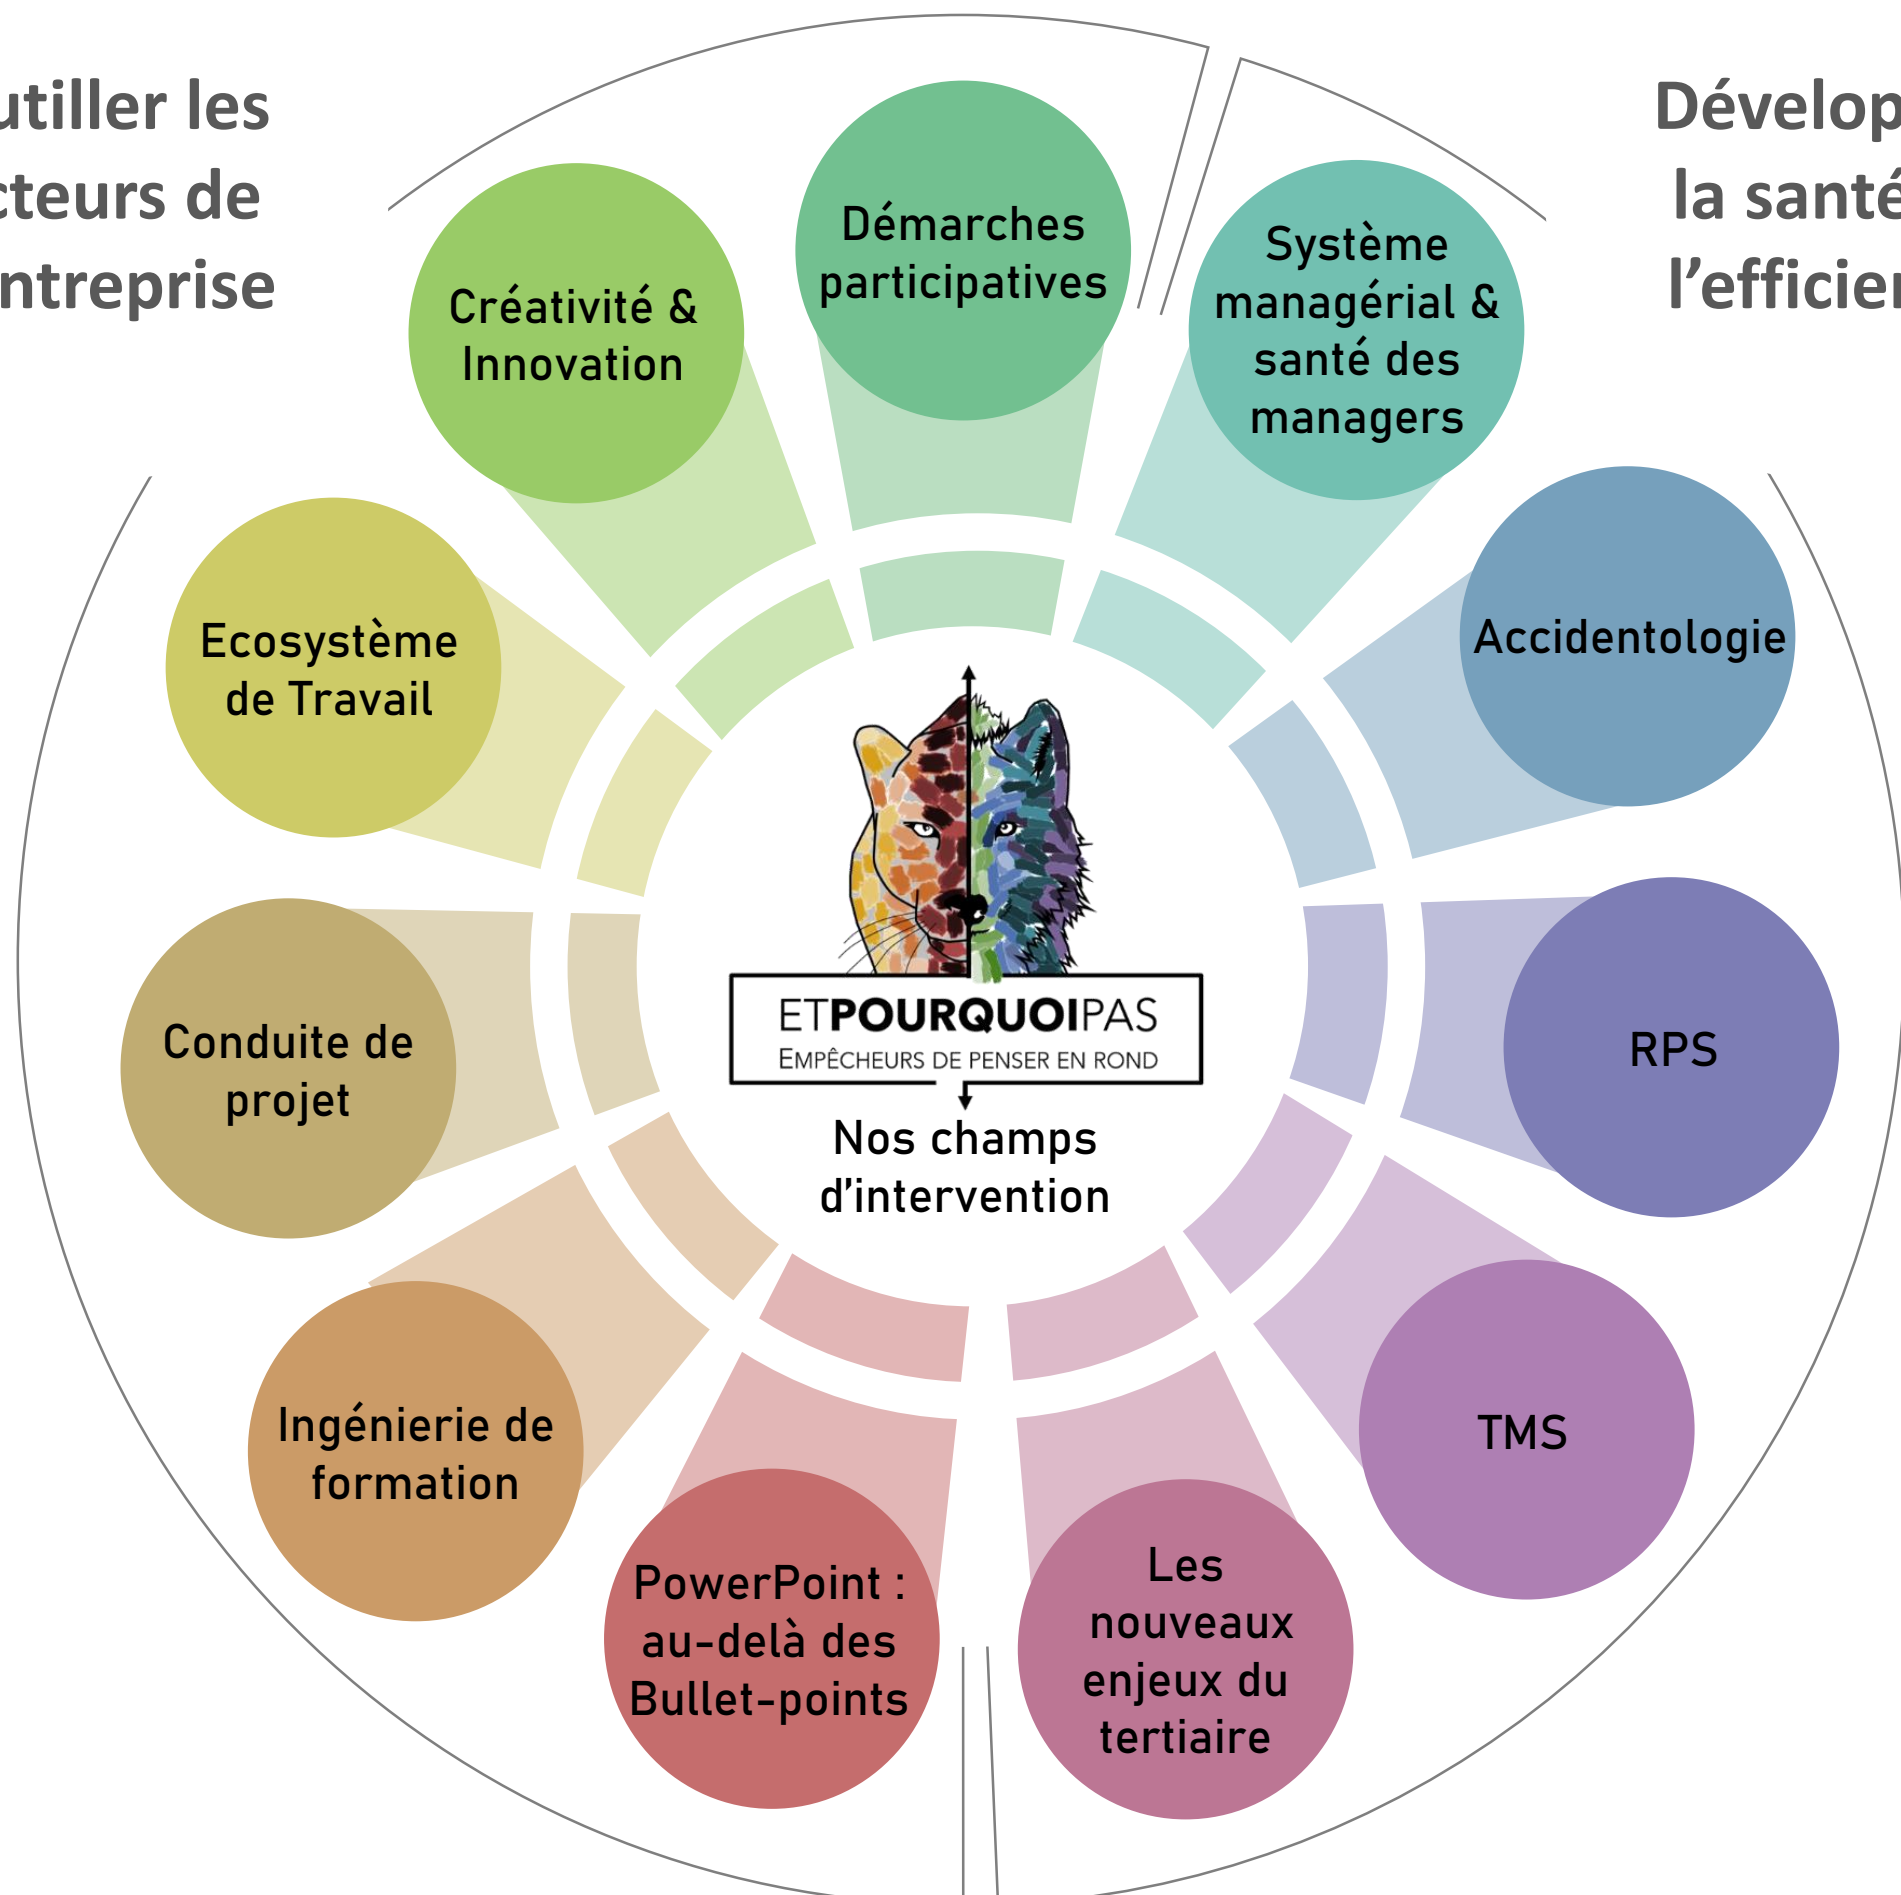 utiller les
cteurs de
ntreprise
Dévelop
la santé
l’efficien
Démarches
participatives
Système
managérial &
santé des
managers
Créativité &
Innovation
Accidentologie
Ecosystème
de Travail
RPS
Conduite de
projet
TMS
Ingénierie de
formation
Les
nouveaux
enjeux du
tertiaire
PowerPoint :
au-delà des
Bullet-points
ETPOURQUOIPAS
EMPÊCHEURS DE PENSER EN ROND
Nos champs
d'intervention